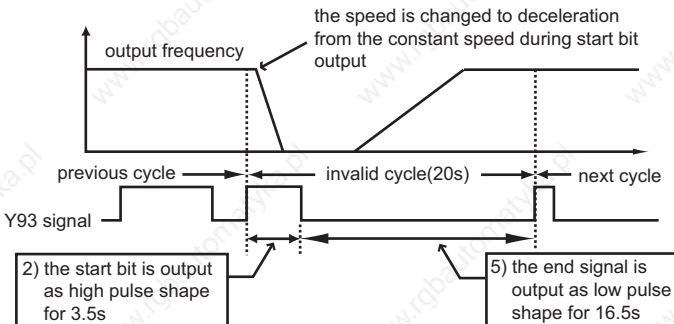 the speed is changed to deceleration
from the constant speed during start bit
output
output frequency
previous cycle
invalid cycle(20s)
next cycle
Y93 signal
2) the start bit is output
as high pulse shape
for 3.5s
5) the end signal is
output as low pulse
shape for 16.5s